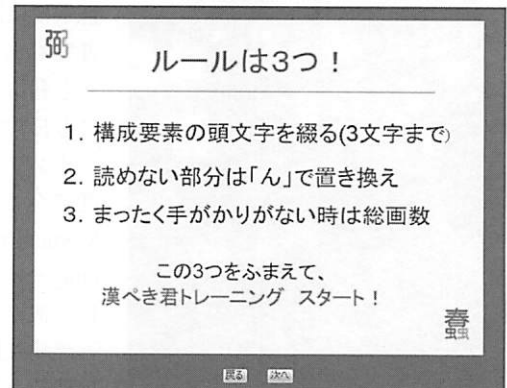 弼
ルールは3つ！
1. 構成要素の頭文字を綴る(3文字まで)
2. 読めない部分は「ん」で置き換え
3. まったく手がかりがない時は総画数
この3つをふまえて、
漢ぺき君トレーニング スタート！
蠢
戻る 次へ